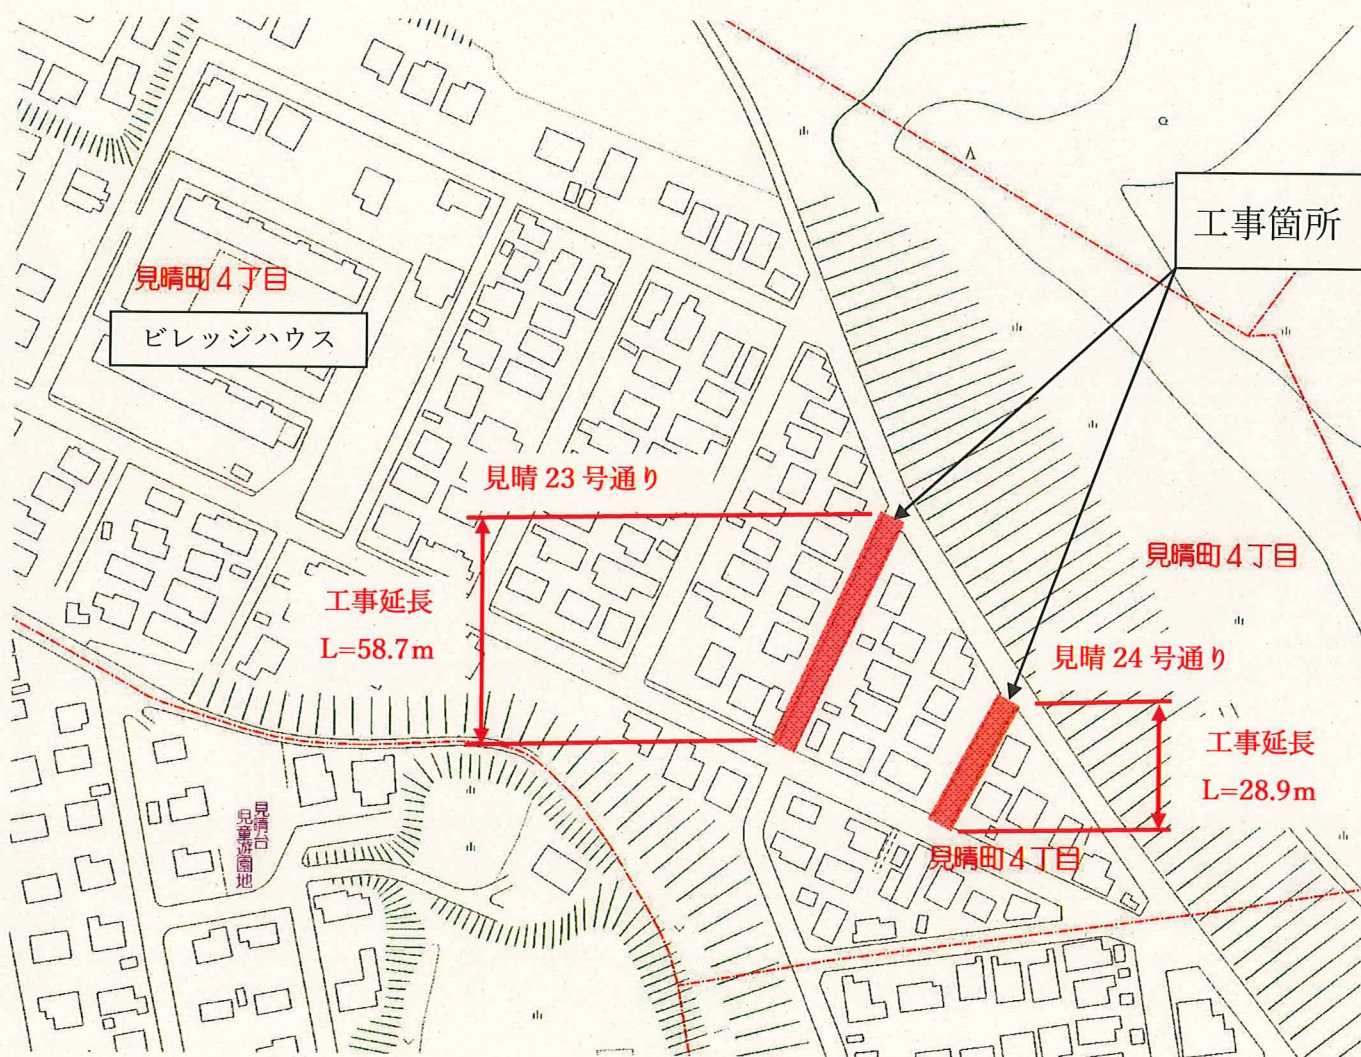 工事箇所
見晴町4丁目
ビレッジハウス
見晴 23 号通り
見晴町4丁目
工事延長
L=58.7m
見晴 24 号通り
工事延長
L=28.9m
見晴台
児童遊園地
見晴町4丁目